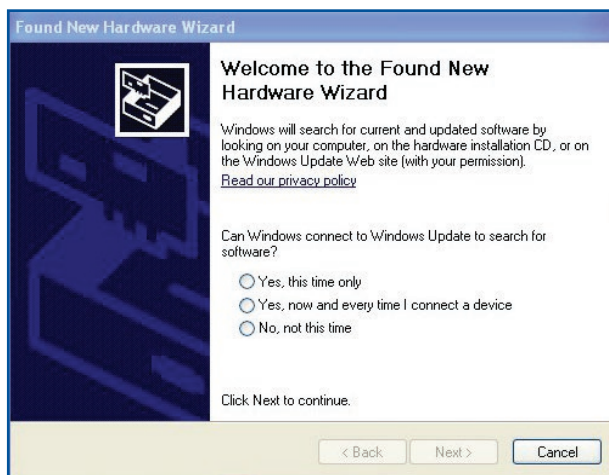 Found New Hardware Wizard
Welcome to the Found New
Hardware Wizard
Windows will search for current and updated software by
looking on your computer, on the hardware installation CD, or on
the Windows Update Web site (with your permission).
Read our privacy policy
Can Windows connect to Windows Update to search for
software?
Yes, this time only
Yes, now and every time I connect a device
No, not this time
Click Next to continue.
< Back Next > Cancel